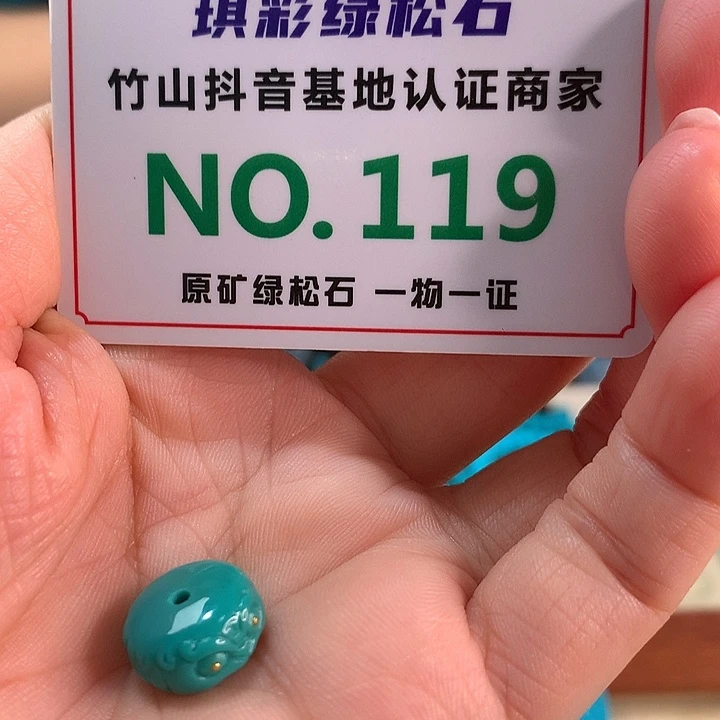 琪彩绿松石
竹山抖音基地认证商家
NO.119
原矿绿松石 一物一证